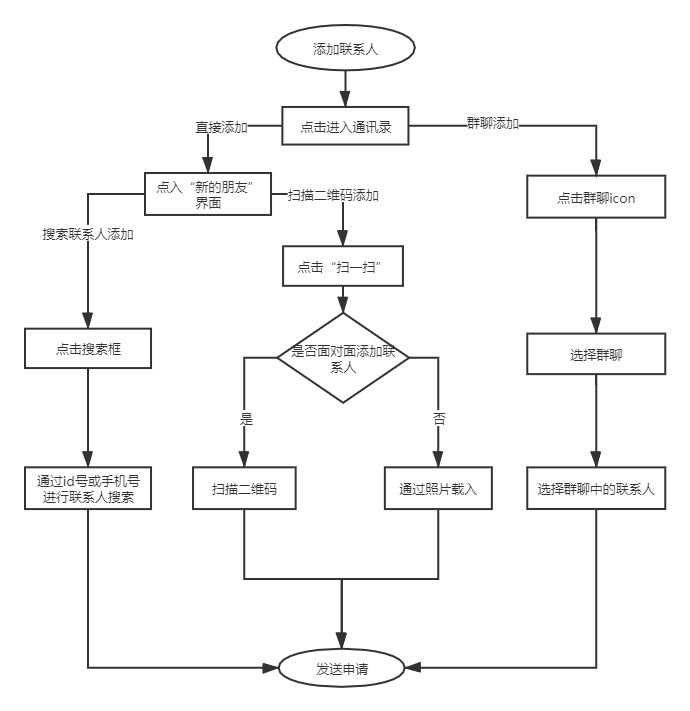 添加联系人
点击进入通讯录
直接添加
群聊添加
点入“新的朋友”
界面
扫描二维码添加
点击群聊icon
搜索联系人添加
点击“扫一扫”
点击搜索框
是否面对面添加联
系人
选择群聊
是
否
通过id号或手机号
进行联系人搜索
扫描二维码
通过照片载入
选择群聊中的联系人
发送申请